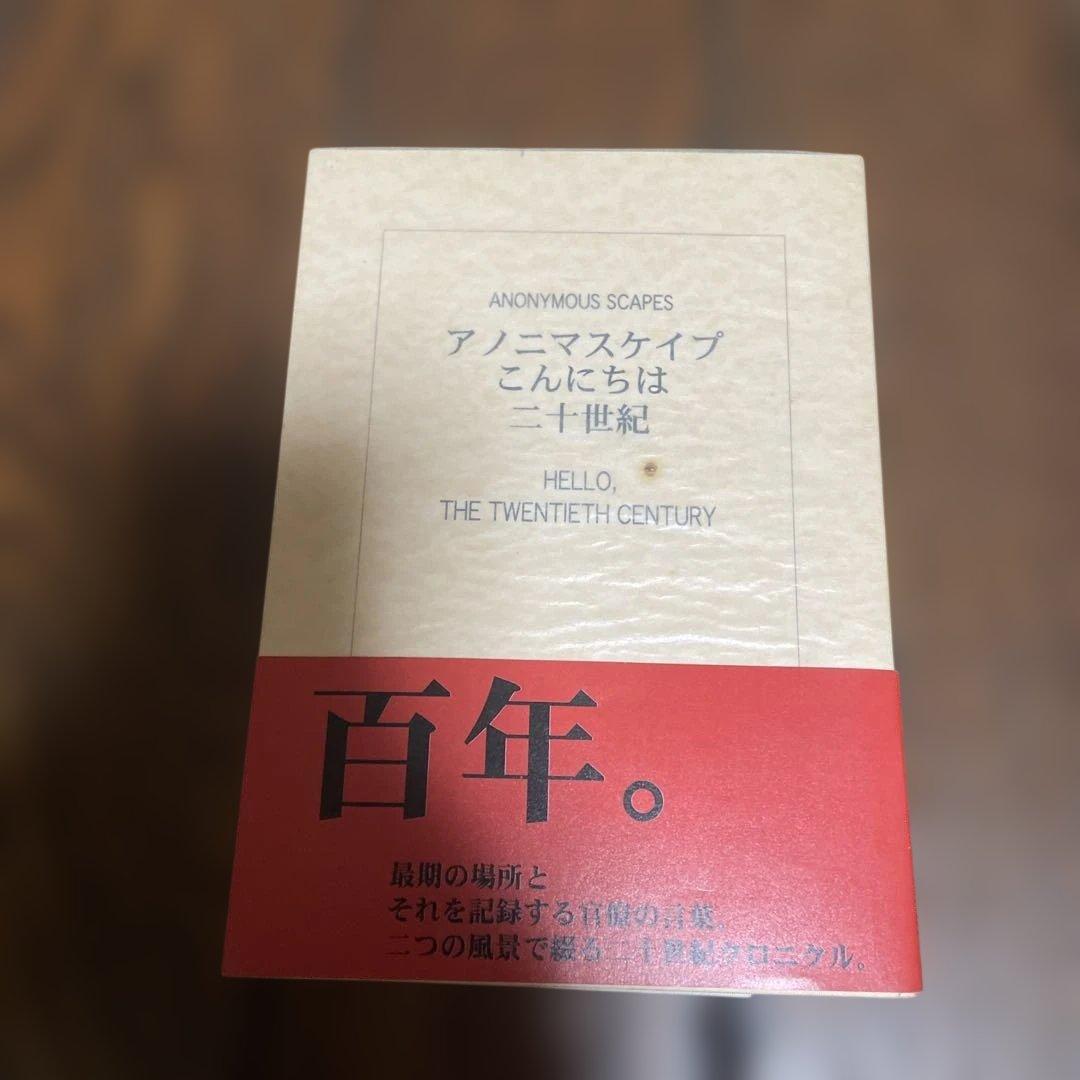 ANONYMOUS SCAPES
アノニマスケイプ
こんにちは
二十世紀
HELLO,
THE TWENTIETH CENTURY
百年。
最期の場所と
それを記録する官僚の言葉。
二つの風景で綴る二十世紀クロニクル。